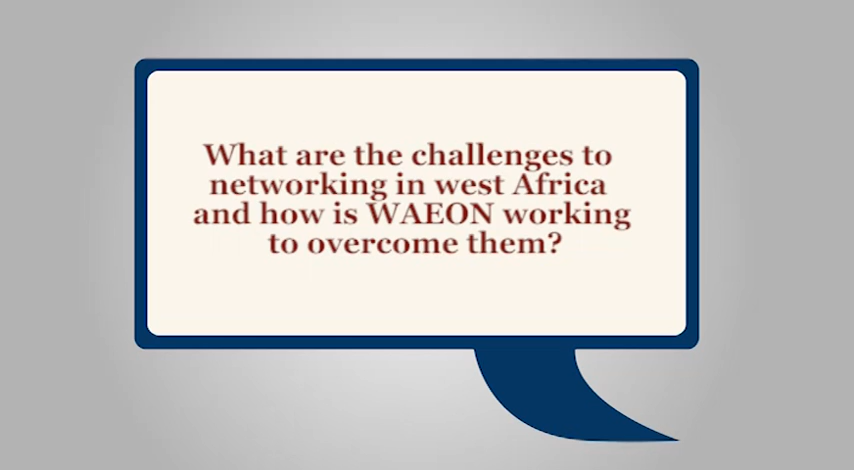 What are the challenges to
networking in west Africa
and how is WAEON working
to overcome them?